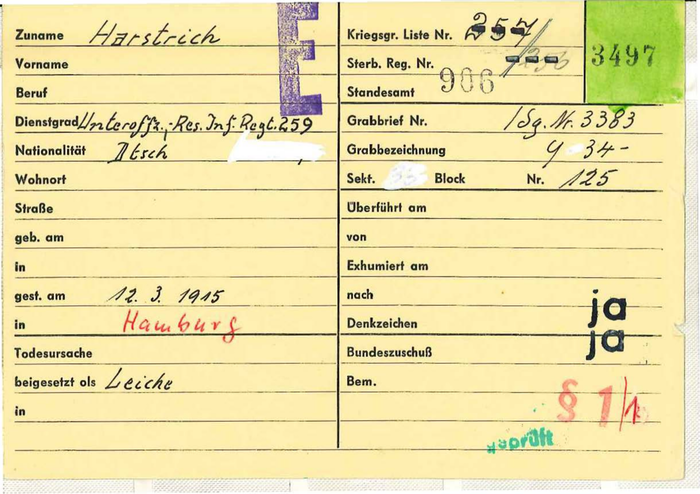 Zuname Harstrich
Vorname
Beruf
Dienstgrad Unteroffz.,-Res.Inf.Regt.259
Nationalität Dtsch
Wohnort
Straße
geb. am
in
gest. am 12.3.1915
in Hamburg
Todesursache
beigesetzt als Leiche
in
E
Kriegsgr. Liste Nr. 257
Sterb. Reg. Nr. 906
Standesamt
3497
Grabbrief Nr. /Sg.Nr.3383
Grabbezeichnung Y 34-
Sekt. Block Nr. 125
Überführt am
von
Exhumiert am
nach
Denkzeichen ja
Bundeszuschuß ja
Bem.
§ 1/1
geprüft